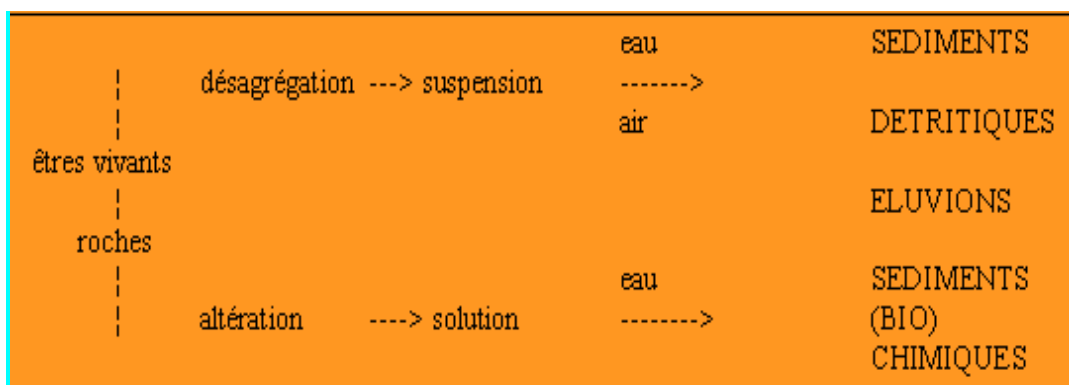 eau SEDIMENTS
désagrégation ---> suspension ------->
air DETRITIQUES
êtres vivants
ELUVIONS
roches
eau SEDIMENTS
altération ----> solution --------> (BIO)
CHIMIQUES